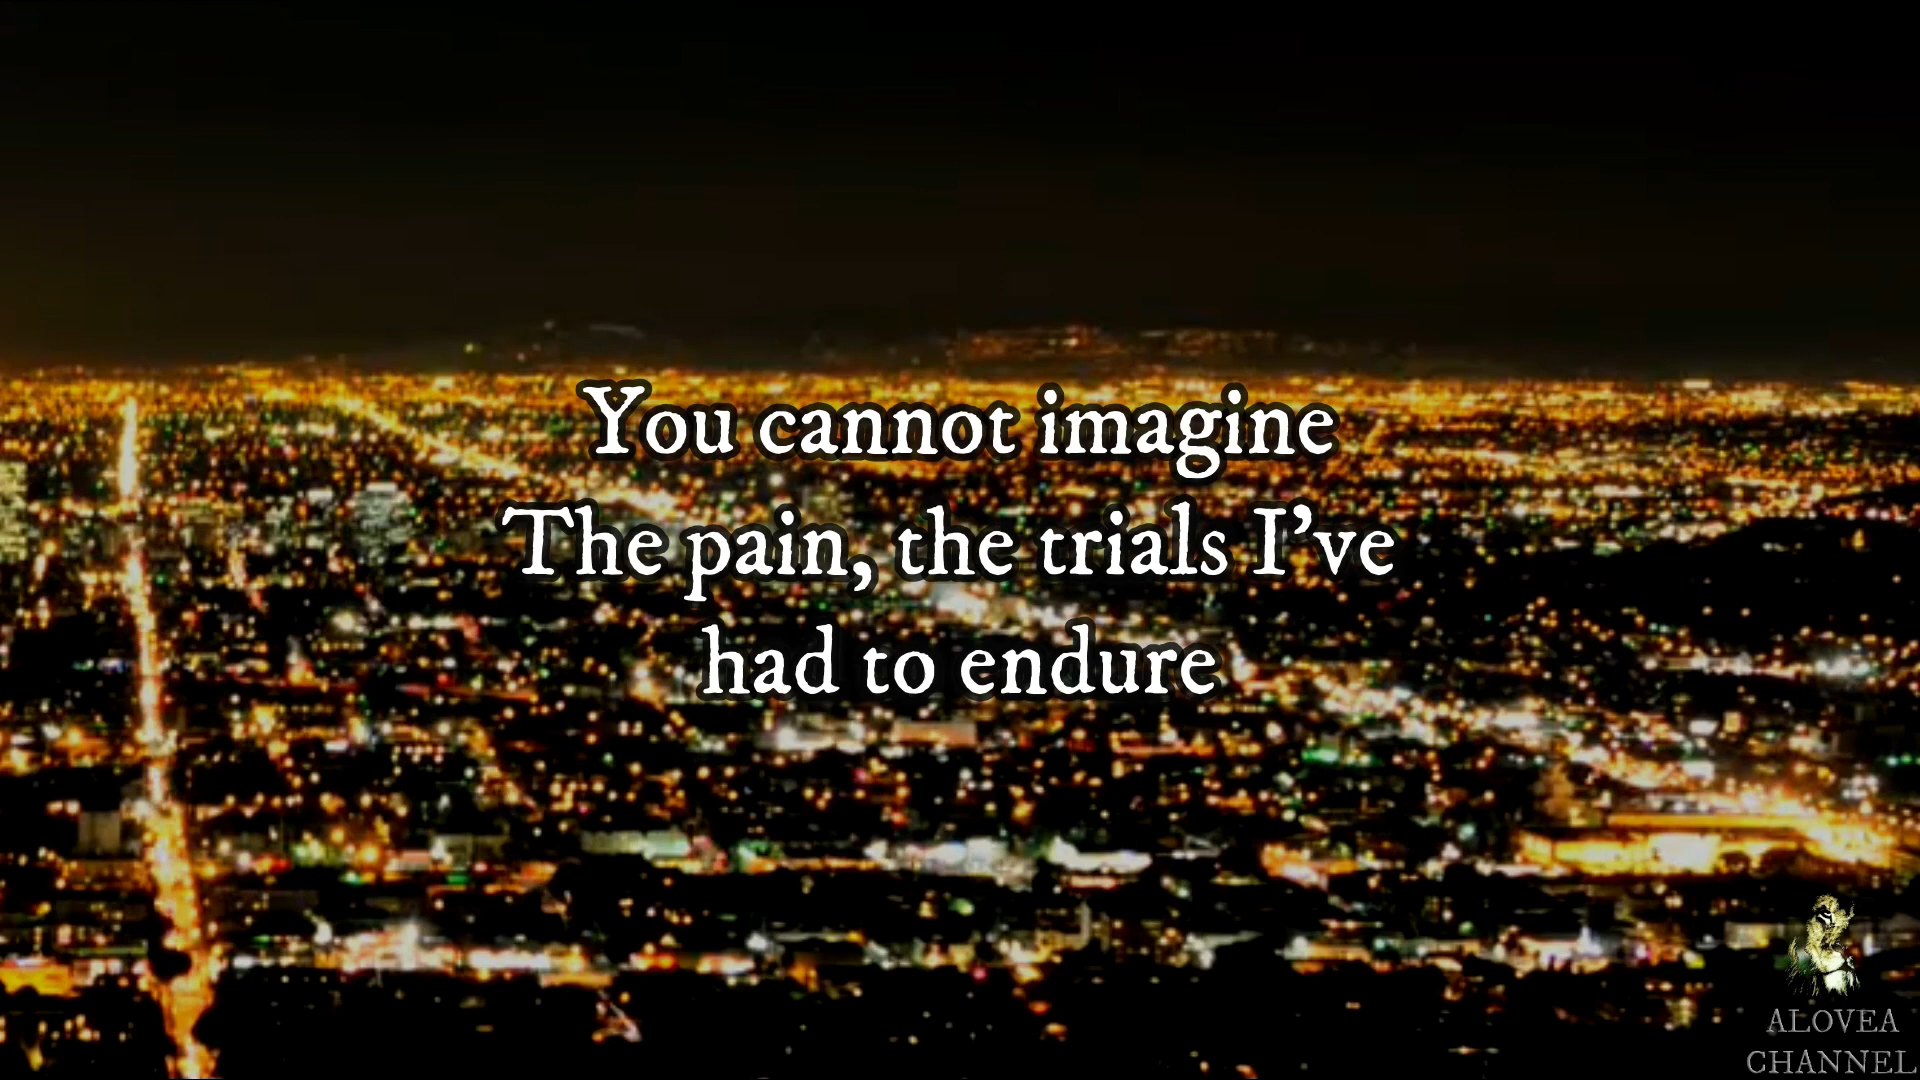 You cannot imagine
The pain, the trials I've
had to endure
ALOVEA
CHANNEL